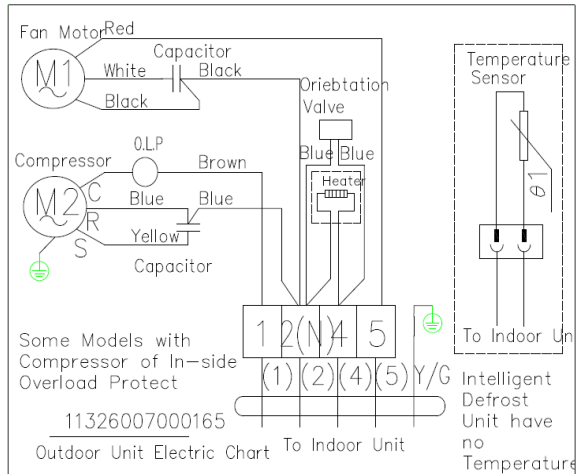 Fan Motor
Red
Capacitor
M1
White
Black
Black
Oriebtation
Valve
Temperature
Sensor
θ1
O.L.P
Compressor
Brown
Blue Blue
Heater
M2
C
R
S
Blue
Blue
Yellow
Capacitor
1 2(N) 4 5
To Indoor Un
Some Models with
Compressor of In-side
Overload Protect
(1) (2) (4) (5) Y/G
Intelligent
Defrost
Unit have
no
Temperature
11326007000165
Outdoor Unit Electric Chart
To Indoor Unit